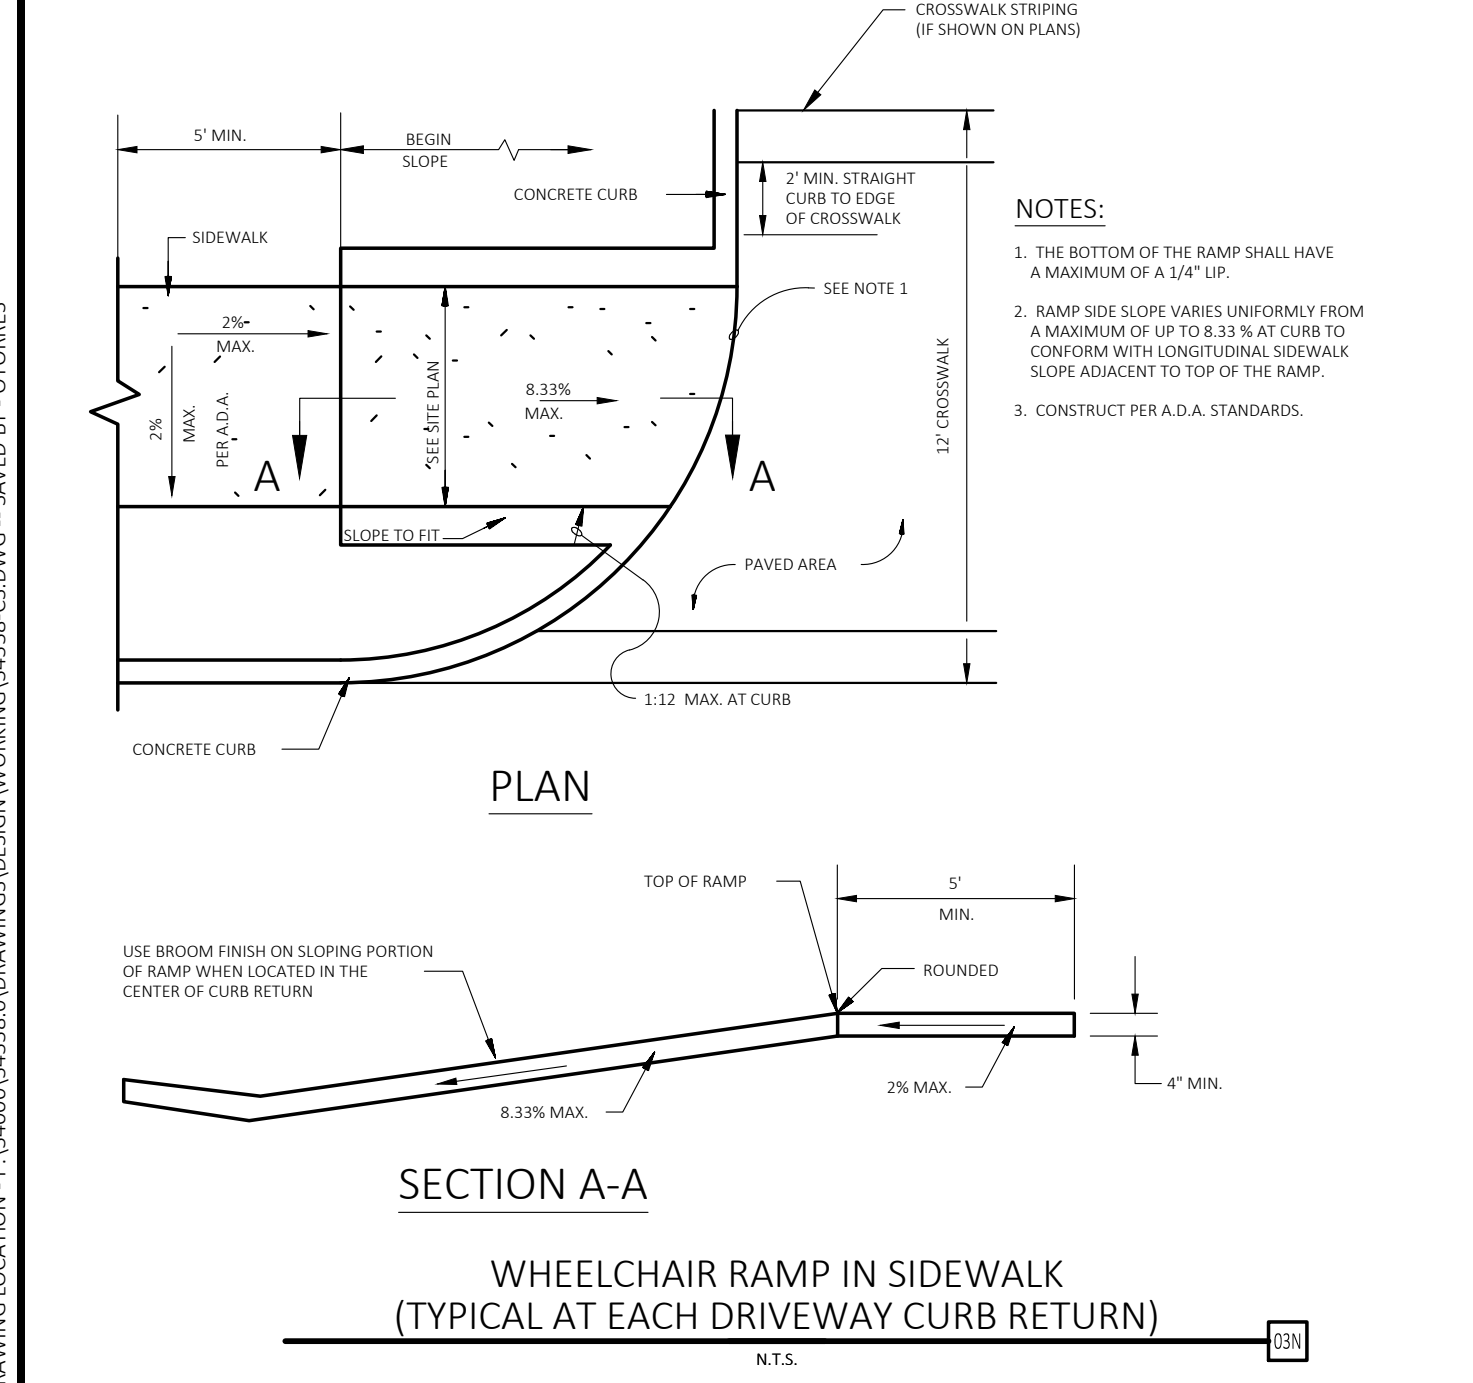 CROSSWALK STRIPING
(IF SHOWN ON PLANS)
5' MIN.
BEGIN
SLOPE
CONCRETE CURB
2' MIN. STRAIGHT
CURB TO EDGE
OF CROSSWALK
SIDEWALK
SEE NOTE 1
2%
MAX.
2%
MAX.
PER A.D.A.
SEE SITE PLAN
8.33%
MAX.
A
A
12' CROSSWALK
SLOPE TO FIT
PAVED AREA
1:12 MAX. AT CURB
CONCRETE CURB
PLAN
NOTES:
1. THE BOTTOM OF THE RAMP SHALL HAVE
A MAXIMUM OF A 1/4" LIP.
2. RAMP SIDE SLOPE VARIES UNIFORMLY FROM
A MAXIMUM OF UP TO 8.33 % AT CURB TO
CONFORM WITH LONGITUDINAL SIDEWALK
SLOPE ADJACENT TO TOP OF THE RAMP.
3. CONSTRUCT PER A.D.A. STANDARDS.
TOP OF RAMP
5'
MIN.
USE BROOM FINISH ON SLOPING PORTION
OF RAMP WHEN LOCATED IN THE
CENTER OF CURB RETURN
ROUNDED
2% MAX.
4" MIN.
8.33% MAX.
SECTION A-A
WHEELCHAIR RAMP IN SIDEWALK
(TYPICAL AT EACH DRIVEWAY CURB RETURN)
03N
N.T.S.